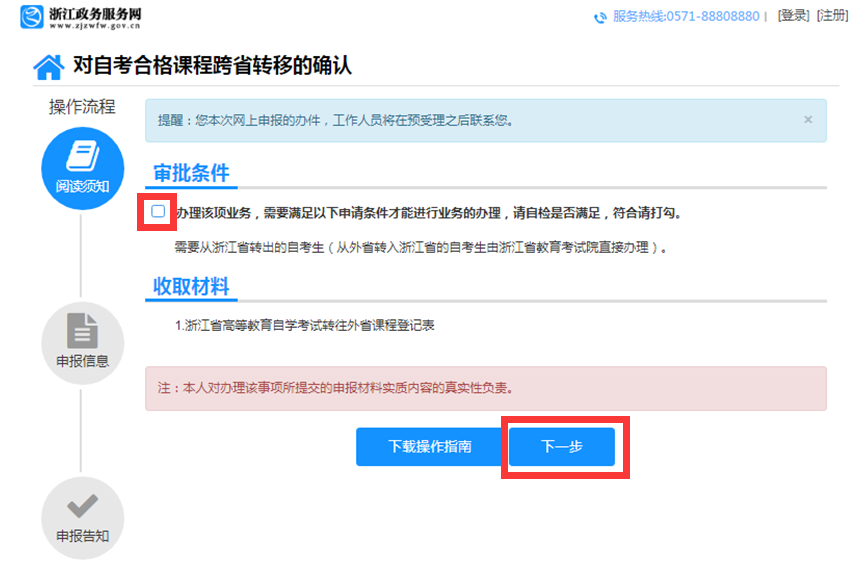 浙江政务服务网
www.zjzwfw.gov.cn
服务热线:0571-88808880 | [登录] [注册]
对自考合格课程跨省转移的确认
操作流程
提醒：您本次网上申报的办件，工作人员将在预受理之后联系您。 ×
阅读须知
审批条件
办理该项业务，需要满足以下申请条件才能进行业务的办理，请自检是否满足，符合请打勾。
需要从浙江省转出的自考生（从外省转入浙江省的自考生由浙江省教育考试院直接办理）。
收取材料
1.浙江省高等教育自学考试转往外省课程登记表
申报信息
注：本人对办理该事项所提交的申报材料实质内容的真实性负责。
下载操作指南 下一步
申报告知